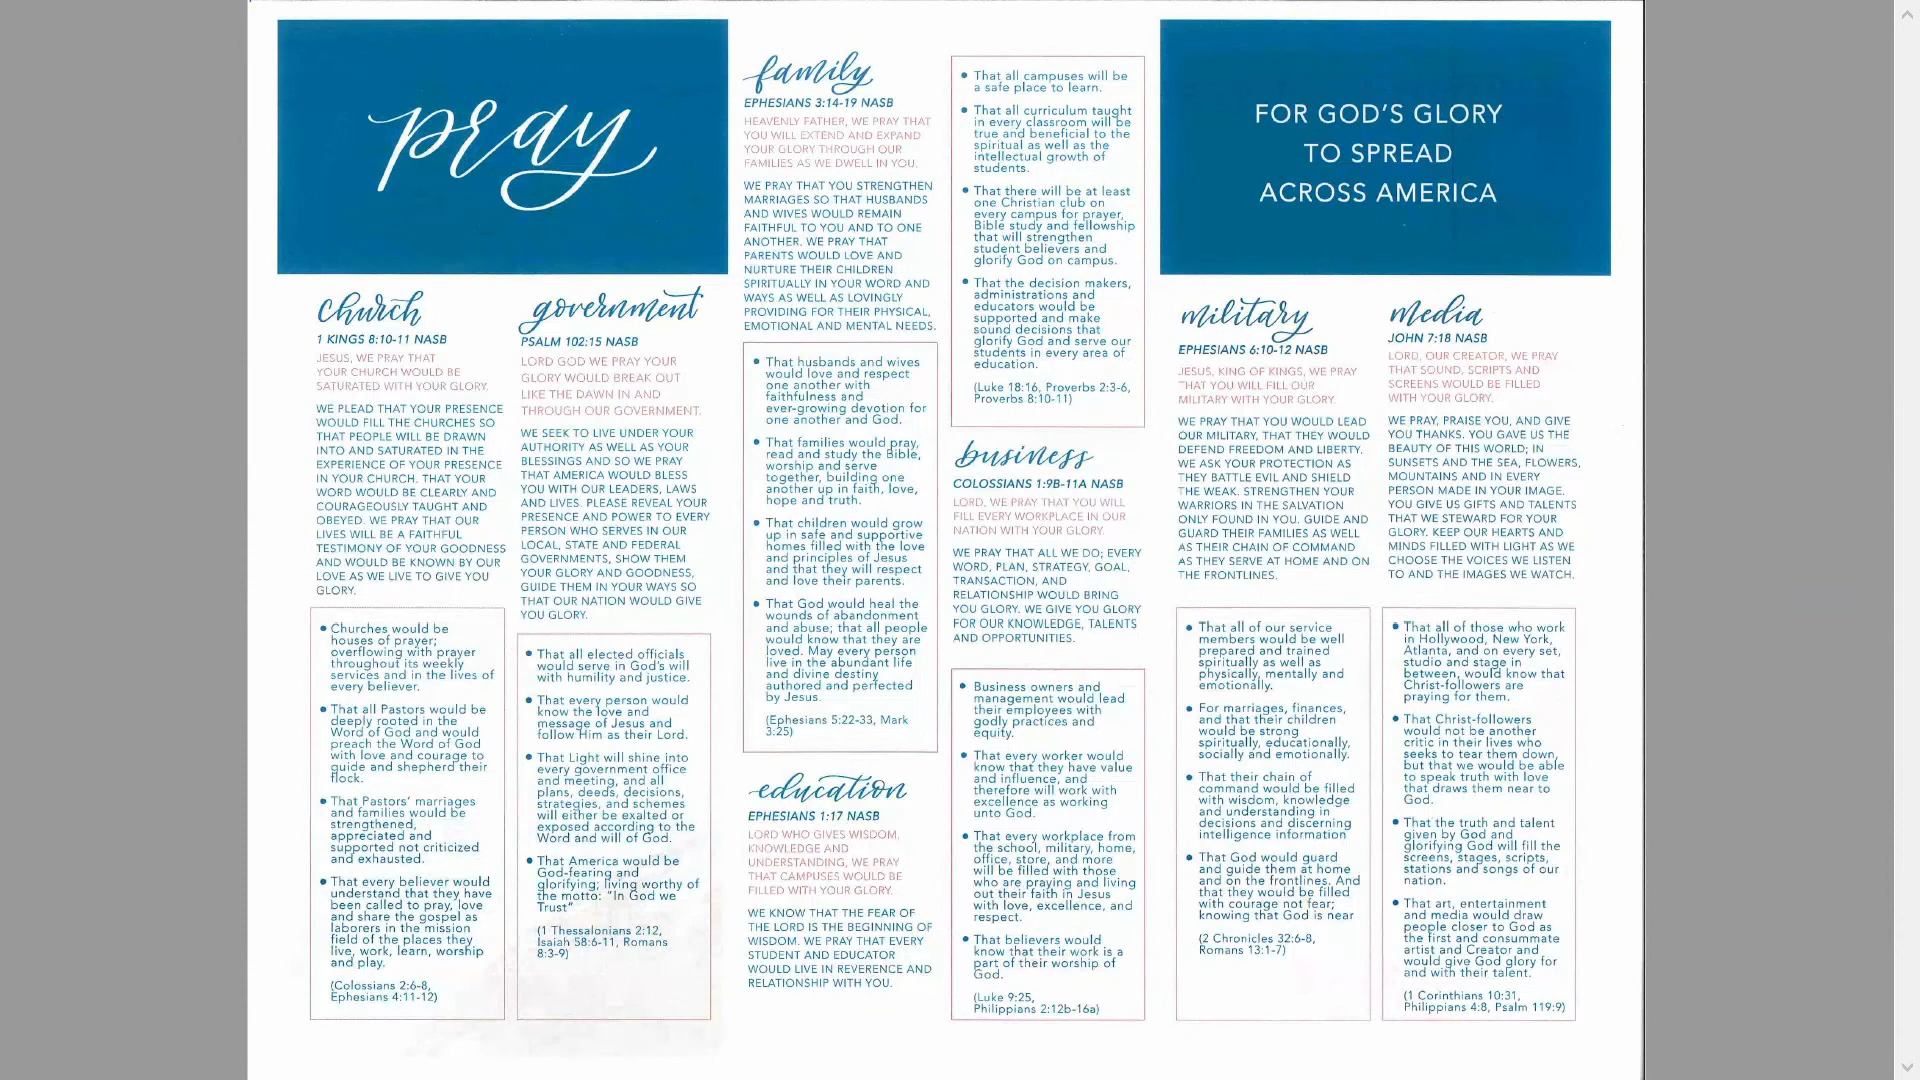 pray
church
1 KINGS 8:10-11 NASB
JESUS, WE PRAY THAT
YOUR CHURCH WOULD BE
SATURATED WITH YOUR GLORY.
WE PLEAD THAT YOUR PRESENCE
WOULD FILL THE CHURCHES SO
THAT PEOPLE WILL BE DRAWN
INTO AND SATURATED IN THE
EXPERIENCE OF YOUR PRESENCE
IN YOUR CHURCH. THAT YOUR
WORD WOULD BE CLEARLY AND
COURAGEOUSLY TAUGHT AND
OBEYED. WE PRAY THAT OUR
LIVES WILL BE A FAITHFUL
TESTIMONY OF YOUR GOODNESS
AND WOULD BE KNOWN BY OUR
LOVE AS WE LIVE TO GIVE YOU
GLORY.
• Churches would be
houses of prayer;
overflowing with prayer
throughout its weekly
services and in the lives of
every believer.
• That all Pastors would be
deeply rooted in the
Word of God and would
preach the Word of God
with love and courage to
guide and shepherd their
flock.
• That Pastors' marriages
and families would be
strengthened,
appreciated and
supported not criticized
and exhausted.
• That every believer would
understand that they have
been called to pray, love
and share the gospel as
laborers in the mission
field of the places they
live, work, learn, worship
and play.
(Colossians 2:6-8,
Ephesians 4:11-12)
government
PSALM 102:15 NASB
LORD GOD WE PRAY YOUR
GLORY WOULD BREAK OUT
LIKE THE DAWN IN AND
THROUGH OUR GOVERNMENT.
WE SEEK TO LIVE UNDER YOUR
AUTHORITY AS WELL AS YOUR
BLESSINGS AND SO WE PRAY
THAT AMERICA WOULD BLESS
YOU WITH OUR LEADERS, LAWS
AND LIVES. PLEASE REVEAL YOUR
PRESENCE AND POWER TO EVERY
PERSON WHO SERVES IN OUR
LOCAL, STATE AND FEDERAL
GOVERNMENTS, SHOW THEM
YOUR GLORY AND GOODNESS,
GUIDE THEM IN YOUR WAYS SO
THAT OUR NATION WOULD GIVE
YOU GLORY.
• That all elected officials
would serve in God's will
with humility and justice.
• That every person would
know the love and
message of Jesus and
follow Him as their Lord.
• That Light will shine into
every government office
and meeting, and all
plans, deeds, decisions,
strategies, and schemes
will either be exalted or
exposed according to the
Word and will of God.
• That America would be
God-fearing and
glorifying; living worthy of
the motto: "In God we
Trust"
(1 Thessalonians 2:12,
Isaiah 58:6-11, Romans
8:3-9)
family
EPHESIANS 3:14-19 NASB
HEAVENLY FATHER, WE PRAY THAT
YOU WILL EXTEND AND EXPAND
YOUR GLORY THROUGH OUR
FAMILIES AS WE DWELL IN YOU.
WE PRAY THAT YOU STRENGTHEN
MARRIAGES SO THAT HUSBANDS
AND WIVES WOULD REMAIN
FAITHFUL TO YOU AND TO ONE
ANOTHER. WE PRAY THAT
PARENTS WOULD LOVE AND
NURTURE THEIR CHILDREN
SPIRITUALLY IN YOUR WORD AND
WAYS AS WELL AS LOVINGLY
PROVIDING FOR THEIR PHYSICAL,
EMOTIONAL AND MENTAL NEEDS.
• That husbands and wives
would love and respect
one another with
faithfulness and
ever-growing devotion for
one another and God.
• That families would pray,
read and study the Bible,
worship and serve
together, building one
another up in faith, love,
hope and truth.
• That children would grow
up in safe and supportive
homes filled with the love
and principles of Jesus
and that they will respect
and love their parents.
• That God would heal the
wounds of abandonment
and abuse; that all people
would know that they are
loved. May every person
live in the abundant life
and divine destiny
authored and perfected
by Jesus.
(Ephesians 5:22-33, Mark
3:25)
education
EPHESIANS 1:17 NASB
LORD WHO GIVES WISDOM,
KNOWLEDGE AND
UNDERSTANDING, WE PRAY
THAT CAMPUSES WOULD BE
FILLED WITH YOUR GLORY.
WE KNOW THAT THE FEAR OF
THE LORD IS THE BEGINNING OF
WISDOM. WE PRAY THAT EVERY
STUDENT AND EDUCATOR
WOULD LIVE IN REVERENCE AND
RELATIONSHIP WITH YOU.
• That all campuses will be
a safe place to learn.
• That all curriculum taught
in every classroom will be
true and beneficial to the
spiritual as well as the
intellectual growth of
students.
• That there will be at least
one Christian club on
every campus for prayer,
Bible study and fellowship
that will strengthen
student believers and
glorify God on campus.
• That the decision makers,
administrations and
educators would be
supported and make
sound decisions that
glorify God and serve our
students in every area of
education.
(Luke 18:16, Proverbs 2:3-6,
Proverbs 8:10-11)
business
COLOSSIANS 1:9B-11A NASB
LORD, WE PRAY THAT YOU WILL
FILL EVERY WORKPLACE IN OUR
NATION WITH YOUR GLORY.
WE PRAY THAT ALL WE DO; EVERY
WORD, PLAN, STRATEGY, GOAL,
TRANSACTION, AND
RELATIONSHIP WOULD BRING
YOU GLORY. WE GIVE YOU GLORY
FOR OUR KNOWLEDGE, TALENTS
AND OPPORTUNITIES.
• Business owners and
management would lead
their employees with
godly practices and
equity.
• That every worker would
know that they have value
and influence, and
therefore will work with
excellence as working
unto God.
• That every workplace from
the school, military, home,
office, store, and more
will be filled with those
who are praying and living
out their faith in Jesus
with love, excellence, and
respect.
• That believers would
know that their work is a
part of their worship of
God.
(Luke 9:25,
Philippians 2:12b-16a)
FOR GOD'S GLORY
TO SPREAD
ACROSS AMERICA
military
EPHESIANS 6:10-12 NASB
JESUS, KING OF KINGS, WE PRAY
THAT YOU WILL FILL OUR
MILITARY WITH YOUR GLORY.
WE PRAY THAT YOU WOULD LEAD
OUR MILITARY, THAT THEY WOULD
DEFEND FREEDOM AND LIBERTY.
WE ASK YOUR PROTECTION AS
THEY BATTLE EVIL AND SHIELD
THE WEAK. STRENGTHEN YOUR
WARRIORS IN THE SALVATION
ONLY FOUND IN YOU. GUIDE AND
GUARD THEIR FAMILIES AS WELL
AS THEIR CHAIN OF COMMAND
AS THEY SERVE AT HOME AND ON
THE FRONTLINES.
• That all of our service
members would be well
prepared and trained
spiritually as well as
physically, mentally and
emotionally.
• For marriages, finances,
and that their children
would be strong
spiritually, educationally,
socially and emotionally.
• That their chain of
command would be filled
with wisdom, knowledge
and understanding in
decisions and discerning
intelligence information
• That God would guard
and guide them at home
and on the frontlines. And
that they would be filled
with courage not fear;
knowing that God is near
(2 Chronicles 32:6-8,
Romans 13:1-7)
media
JOHN 7:18 NASB
LORD, OUR CREATOR, WE PRAY
THAT SOUND, SCRIPTS AND
SCREENS WOULD BE FILLED
WITH YOUR GLORY.
WE PRAY, PRAISE YOU, AND GIVE
YOU THANKS. YOU GAVE US THE
BEAUTY OF THIS WORLD; IN
SUNSETS AND THE SEA, FLOWERS,
MOUNTAINS AND IN EVERY
PERSON MADE IN YOUR IMAGE.
YOU GIVE US GIFTS AND TALENTS
THAT WE STEWARD FOR YOUR
GLORY. KEEP OUR HEARTS AND
MINDS FILLED WITH LIGHT AS WE
CHOOSE THE VOICES WE LISTEN
TO AND THE IMAGES WE WATCH.
• That all of those who work
in Hollywood, New York,
Atlanta, and on every set,
studio and stage in
between, would know that
Christ-followers are
praying for them.
• That Christ-followers
would not be another
critic in their lives who
seeks to tear them down,
but that we would be able
to speak truth with love
that draws them near to
God.
• That the truth and talent
given by God and
glorifying God will fill the
screens, stages, scripts,
stations and songs of our
nation.
• That art, entertainment
and media would draw
people closer to God as
the first and consummate
artist and Creator and
would give God glory for
and with their talent.
(1 Corinthians 10:31,
Philippians 4:8, Psalm 119:9)